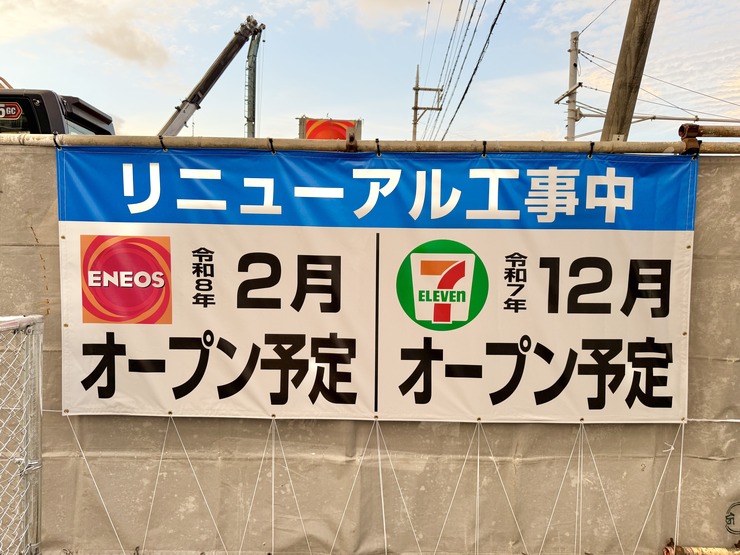 リニューアル工事中
ENEOS
令和8年
2月
オープン予定
7
ELEVEN
令和7年
12月
オープン予定